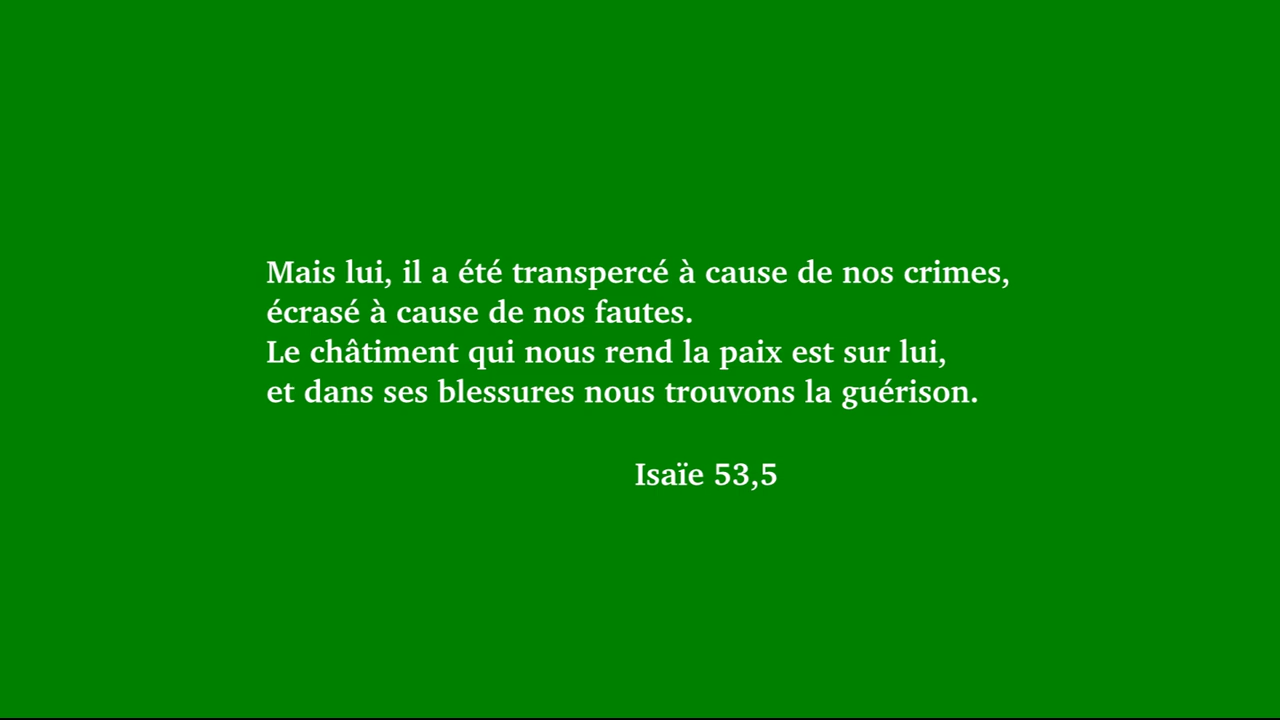 Mais lui, il a été transpercé à cause de nos crimes,
écrasé à cause de nos fautes.
Le châtiment qui nous rend la paix est sur lui,
et dans ses blessures nous trouvons la guérison.
Isaïe 53,5